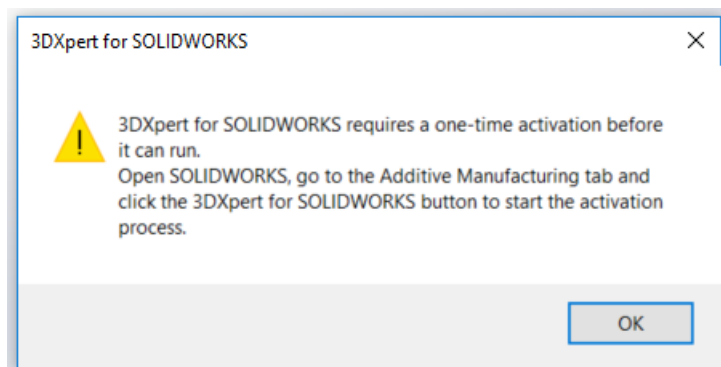 3DXpert for SOLIDWORKS
3DXpert for SOLIDWORKS requires a one-time activation before
it can run.
Open SOLIDWORKS, go to the Additive Manufacturing tab and
click the 3DXpert for SOLIDWORKS button to start the activation
process.
OK